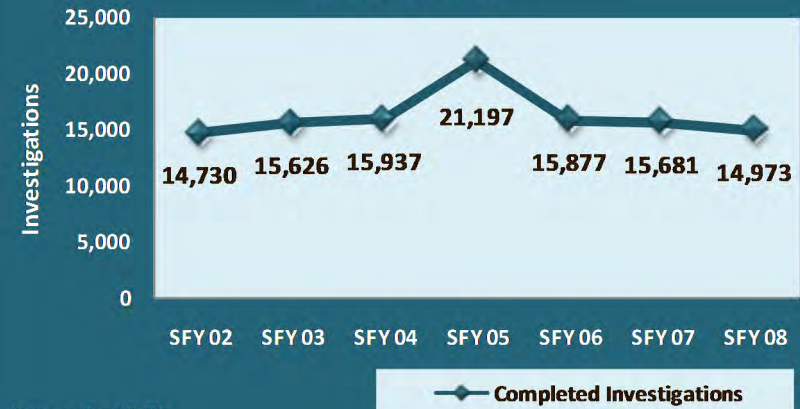 25,000
20,000
15,000
10,000
5,000
0
Investigations
14,730 15,626 15,937 21,197 15,877 15,681 14,973
SFY 02 SFY 03 SFY 04 SFY 05 SFY 06 SFY 07 SFY 08
Completed Investigations